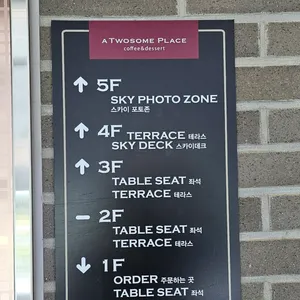 A TWOSOME PLACE
coffee&dessert
↑ 5F
SKY PHOTO ZONE
스카이 포토존
↑ 4F TERRACE 테라스
SKY DECK 스카이데크
↑ 3F
TABLE SEAT 좌석
TERRACE 테라스
- 2F
TABLE SEAT 좌석
TERRACE 테라스
↓ 1F
ORDER 주문하는 곳
TABLE SEAT 좌석